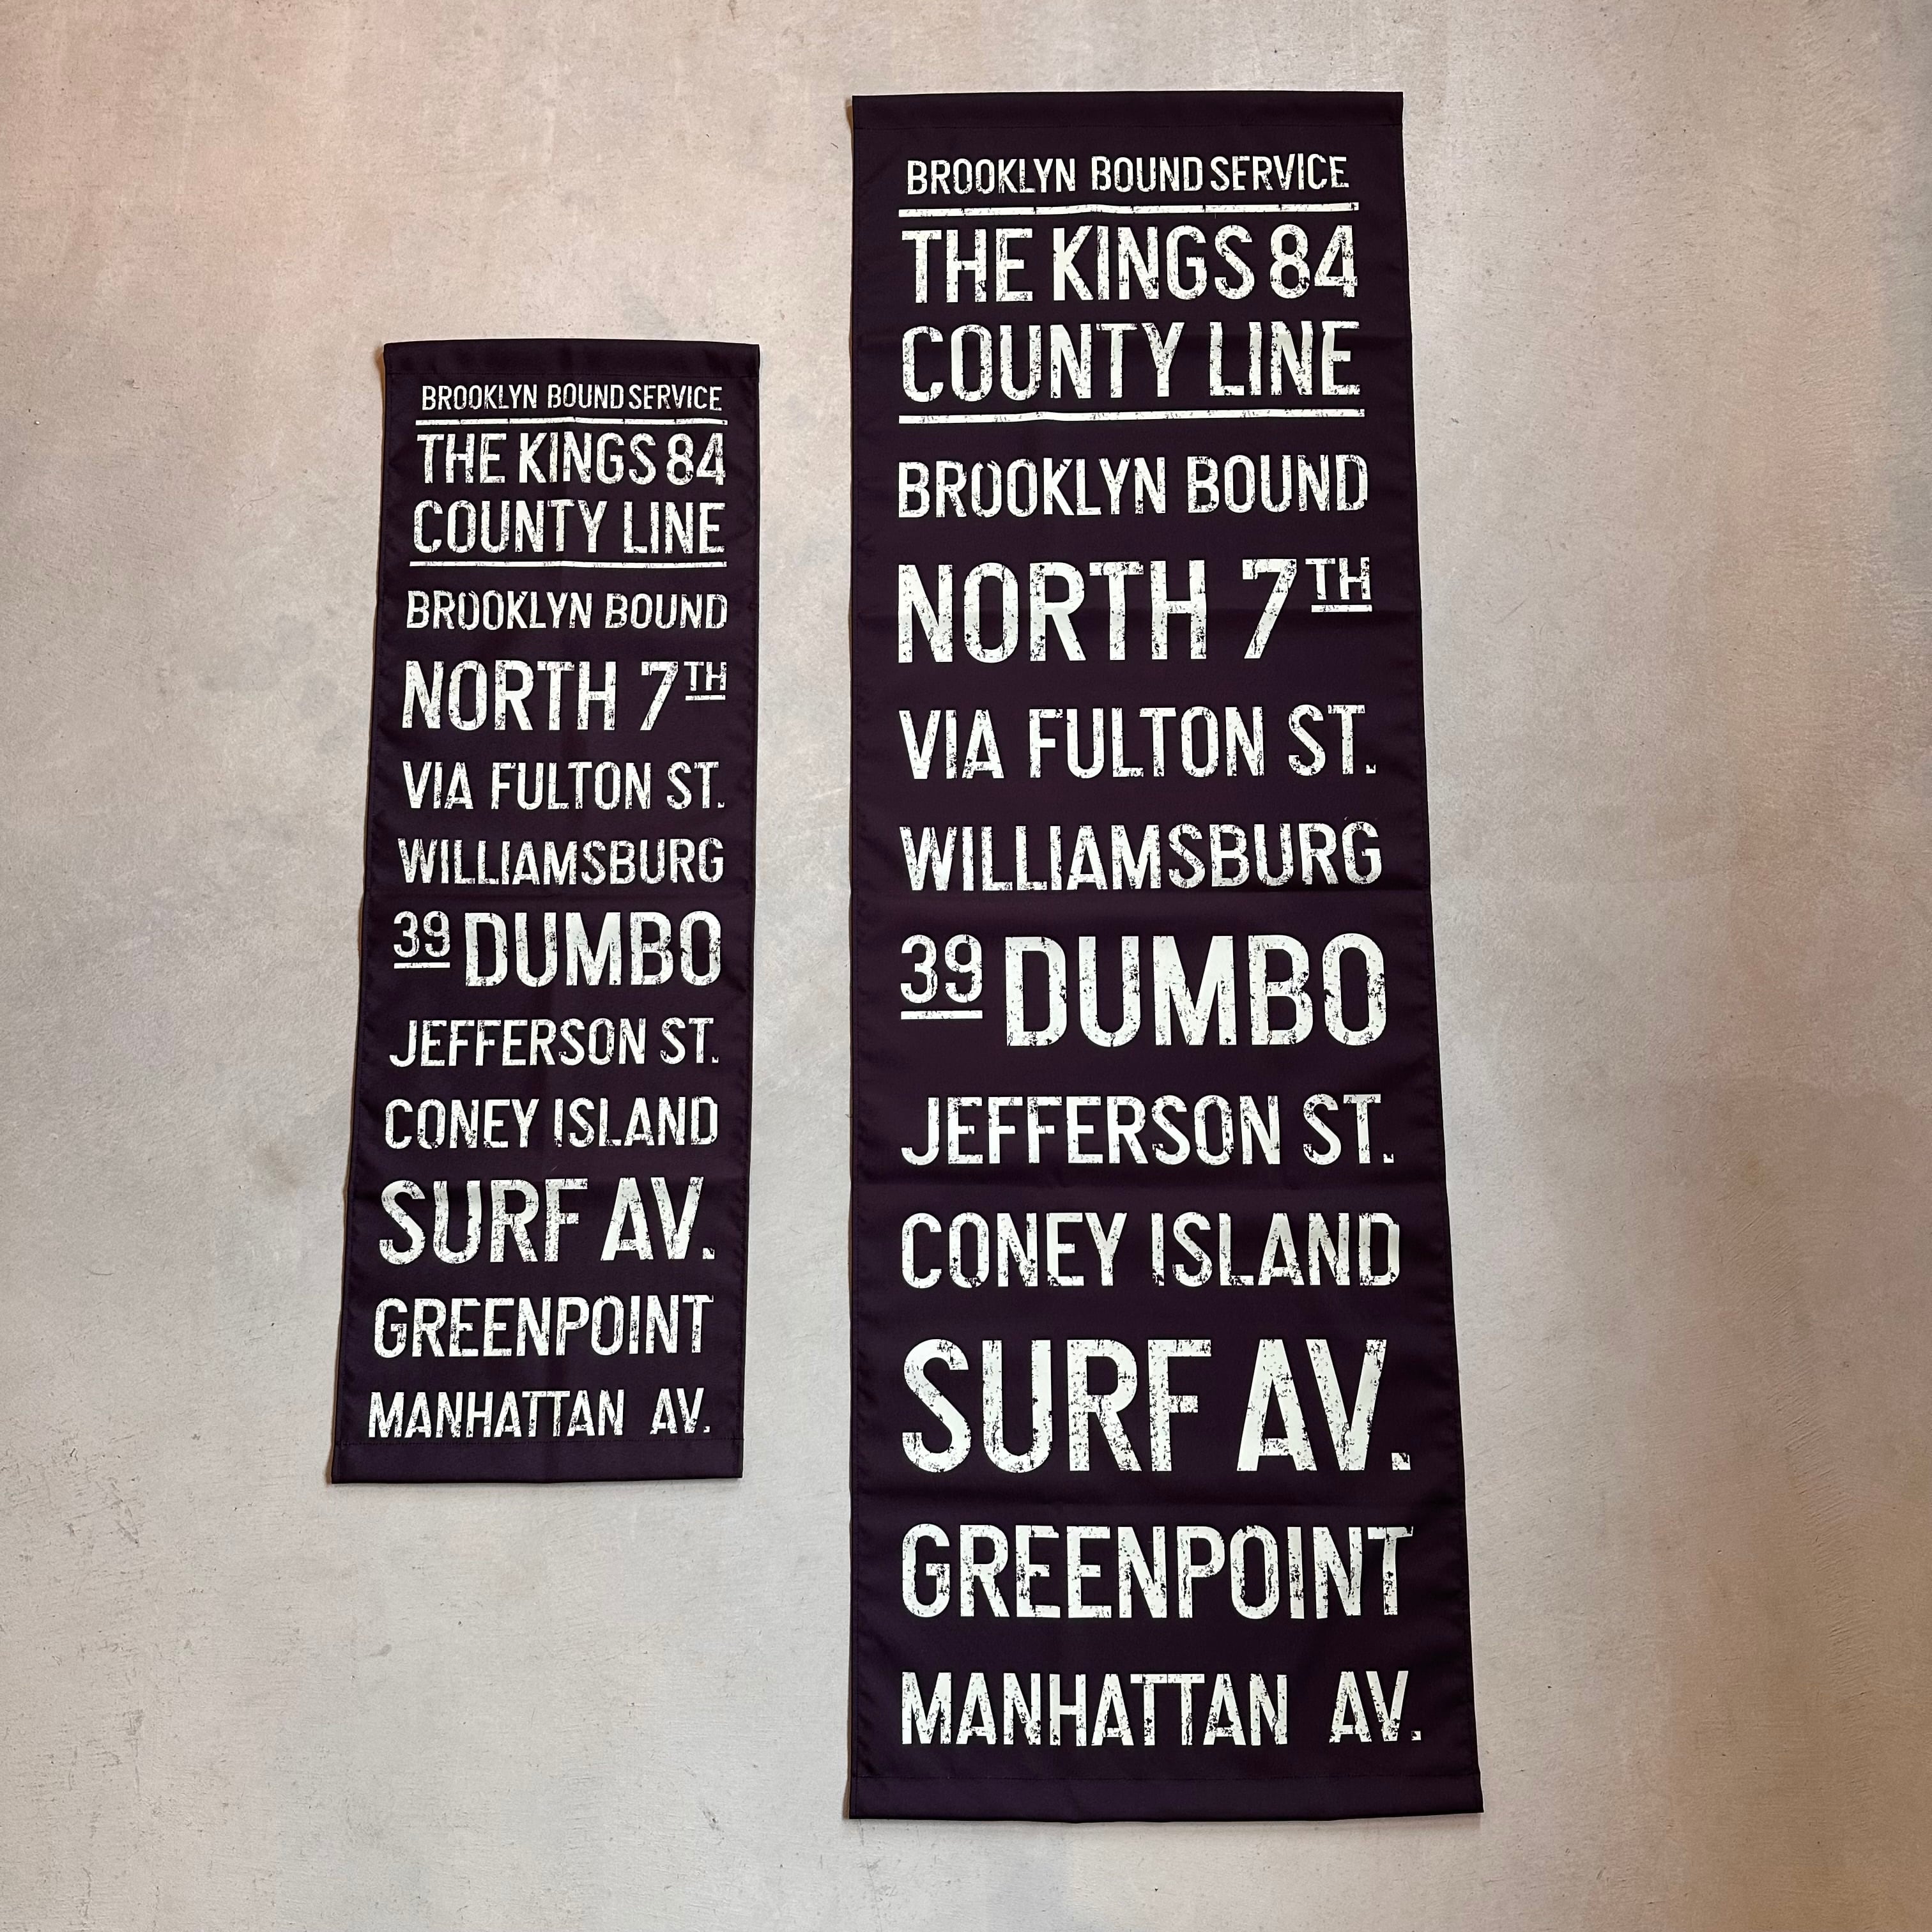 BROOKLYN BOUND SERVICE
THE KINGS 84
COUNTY LINE
BROOKLYN BOUND
NORTH 7TH
VIA FULTON ST.
WILLIAMSBURG
39 DUMBO
JEFFERSON ST.
CONEY ISLAND
SURF AV.
GREENPOINT
MANHATTAN AV.
BROOKLYN BOUND SERVICE
THE KINGS 84
COUNTY LINE
BROOKLYN BOUND
NORTH 7TH
VIA FULTON ST.
WILLIAMSBURG
39 DUMBO
JEFFERSON ST.
CONEY ISLAND
SURF AV.
GREENPOINT
MANHATTAN AV.